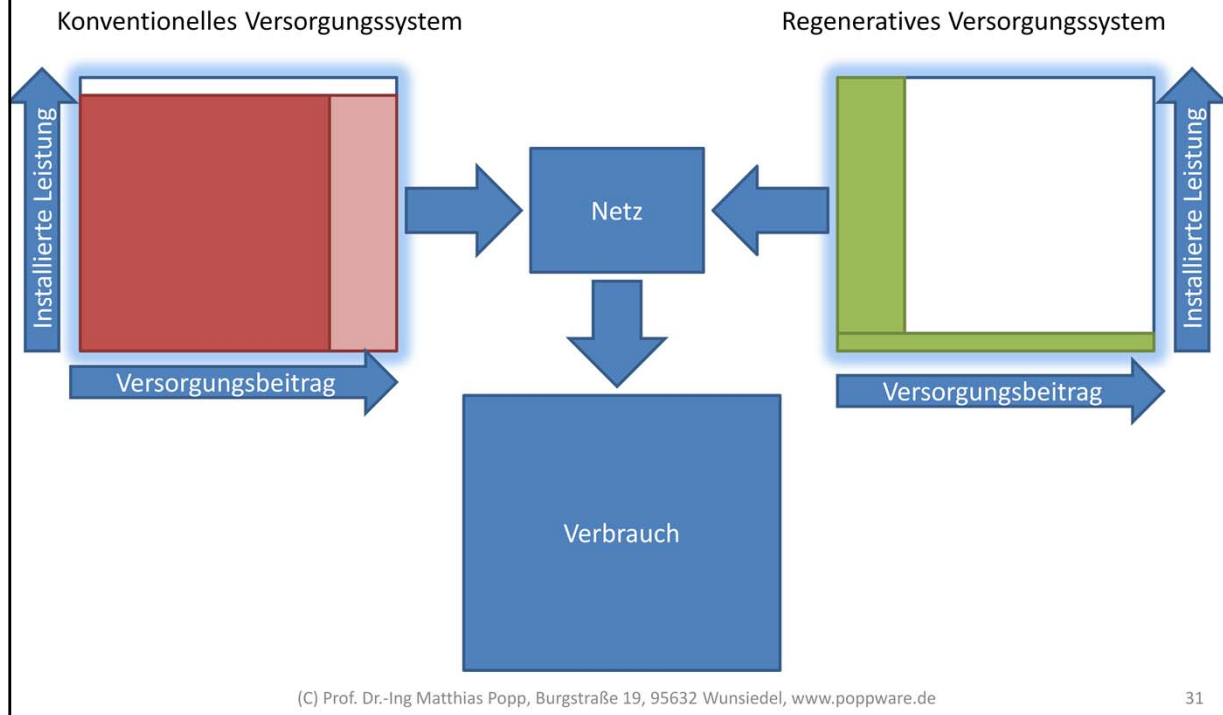 Konventionelles Versorgungssystem
Regeneratives Versorgungssystem
Installierte Leistung
Versorgungsbeitrag
Netz
Installierte Leistung
Versorgungsbeitrag
Verbrauch
(C) Prof. Dr.-Ing Matthias Popp, Burgstraße 19, 95632 Wunsiedel, www.poppware.de
31